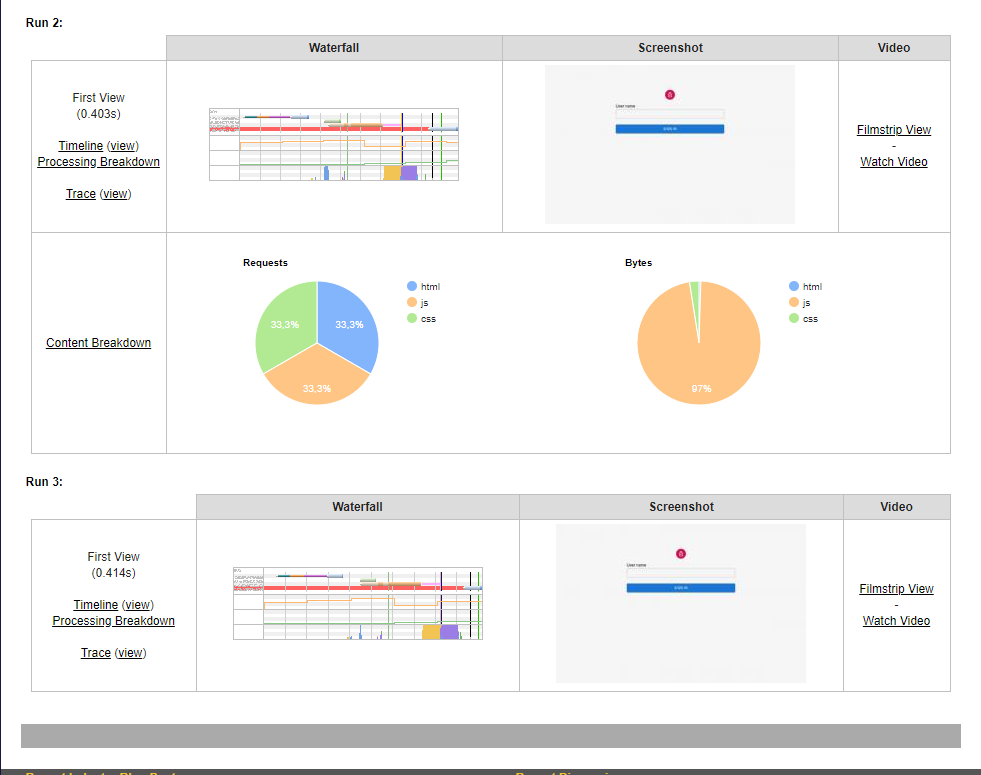 Run 2:
Waterfall Screenshot Video
First View
(0.403s)
Timeline (view)
Processing Breakdown
Trace (view)
User name
SIGN IN
Filmstrip View
-
Watch Video
Content Breakdown
Requests
33,3% 33,3%
33,3%
html
js
css
Bytes
97%
html
js
css
Run 3:
Waterfall Screenshot Video
First View
(0.414s)
Timeline (view)
Processing Breakdown
Trace (view)
User name
SIGN IN
Filmstrip View
-
Watch Video